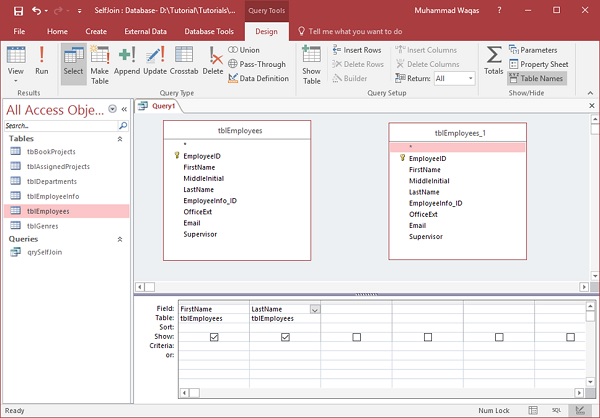 SelfJoin : Database- D:\Tutorial\Tutorials\...
Query Tools
Muhammad Waqas
File
Home
Create
External Data
Database Tools
Design
Tell me what you want to do...
View
Run
Select
Make Table
Append
Update
Crosstab
Delete
Union
Pass-Through
Data Definition
Show Table
Insert Rows
Delete Rows
Builder
Insert Columns
Delete Columns
Return: All
Totals
Parameters
Property Sheet
Table Names
Results
Query Type
Query Setup
Show/Hide
All Access Obje...
Search...
Tables
tbBookProjects
tblAssignedProjects
tblDepartments
tblEmployeeInfo
tblEmployees
tblGenres
Queries
qrySelfJoin
Query1
tblEmployees
*
EmployeeID
FirstName
MiddleInitial
LastName
EmployeeInfo_ID
OfficeExt
Email
Supervisor
tblEmployees_1
*
EmployeeID
FirstName
MiddleInitial
LastName
EmployeeInfo_ID
OfficeExt
Email
Supervisor
Field: FirstName LastName
Table: tblEmployees tblEmployees
Sort:
Show:
Criteria:
or:
Ready
Num Lock
SQL